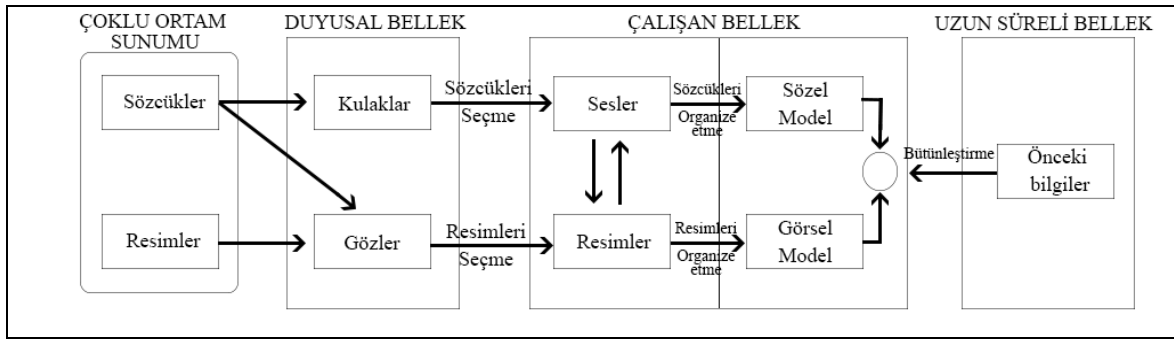 ÇOKLU ORTAM
SUNUMU
DUYUSAL BELLEK
ÇALIŞAN BELLEK
UZUN SÜRELİ BELLEK
Sözcükler
Kulaklar
Sözcükleri
Seçme
Sesler
Sözcükleri
Organize
etme
Sözel
Model
Bütünleştirme
Önceki
bilgiler
Resimler
Gözler
Resimleri
Seçme
Resimler
Resimleri
Organize
etme
Görsel
Model